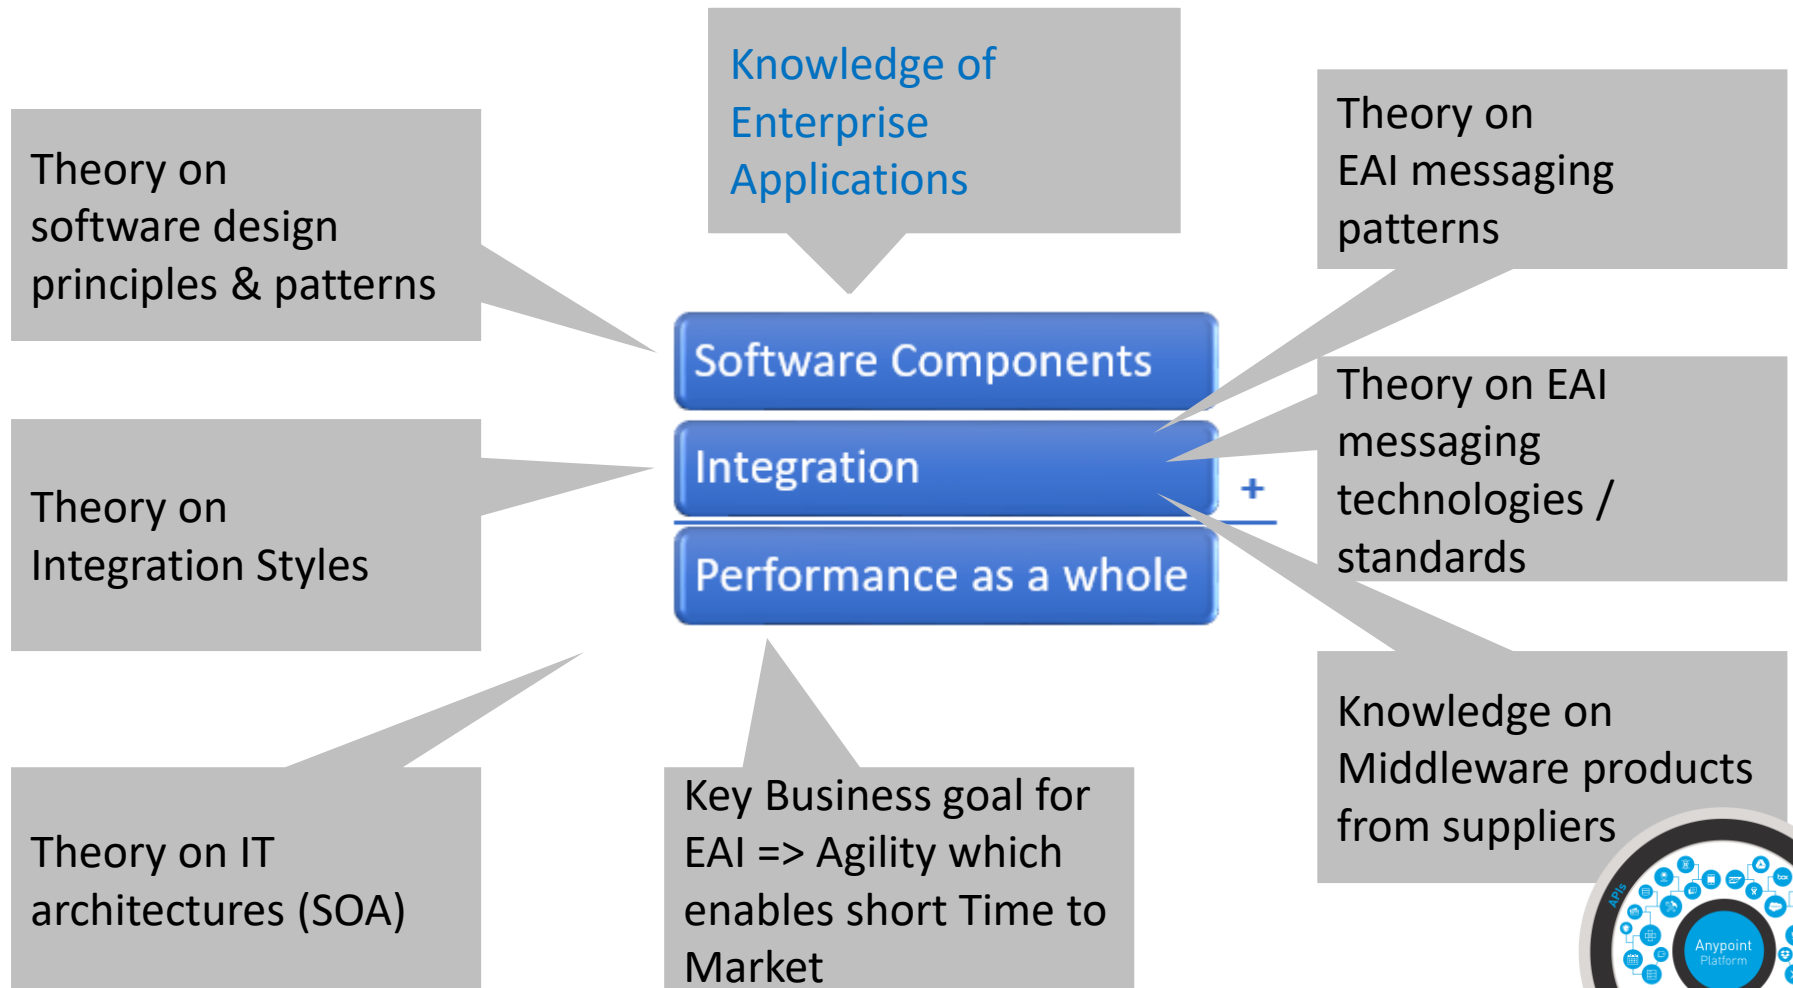 Knowledge of
Enterprise
Applications
Theory on
software design
principles & patterns
Theory on
EAI messaging
patterns
Software Components
Integration
+
Performance as a whole
Theory on
Integration Styles
Theory on EAI
messaging
technologies /
standards
Theory on IT
architectures (SOA)
Key Business goal for
EAI => Agility which
enables short Time to
Market
Knowledge on
Middleware products
from suppliers
APIs
box
Anypoint
Platform